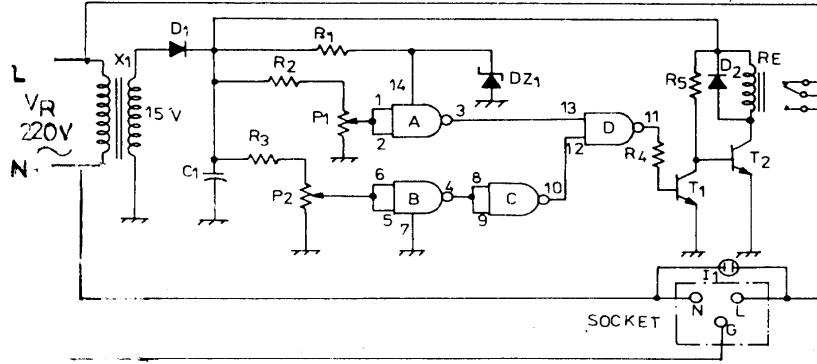 D1
R1
X1
R2
14
DZ1
R5
D2
RE
L
VR
220V
N
15 V
P1
1
2
A
3
13
12
D
11
R4
R3
C1
P2
6
5
B
4
7
8
9
C
10
T1
T2
I1
SOCKET
N
L
G